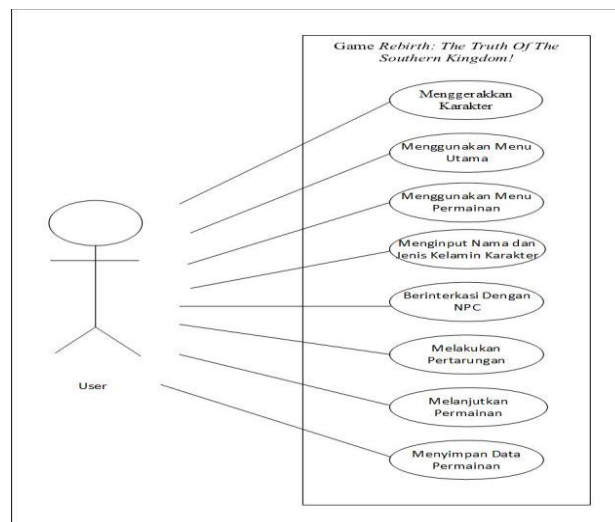 Game Rebirth: The Truth Of The
Southern Kingdom!
Menggerakkan
Karakter
Menggunakan Menu
Utama
Menggunakan Menu
Permainan
Menginput Nama dan
Jenis Kelamin Karakter
Berinterkasi Dengan
NPC
Melakukan
Pertarungan
Melanjutkan
Permainan
Menyimpan Data
Permainan
User